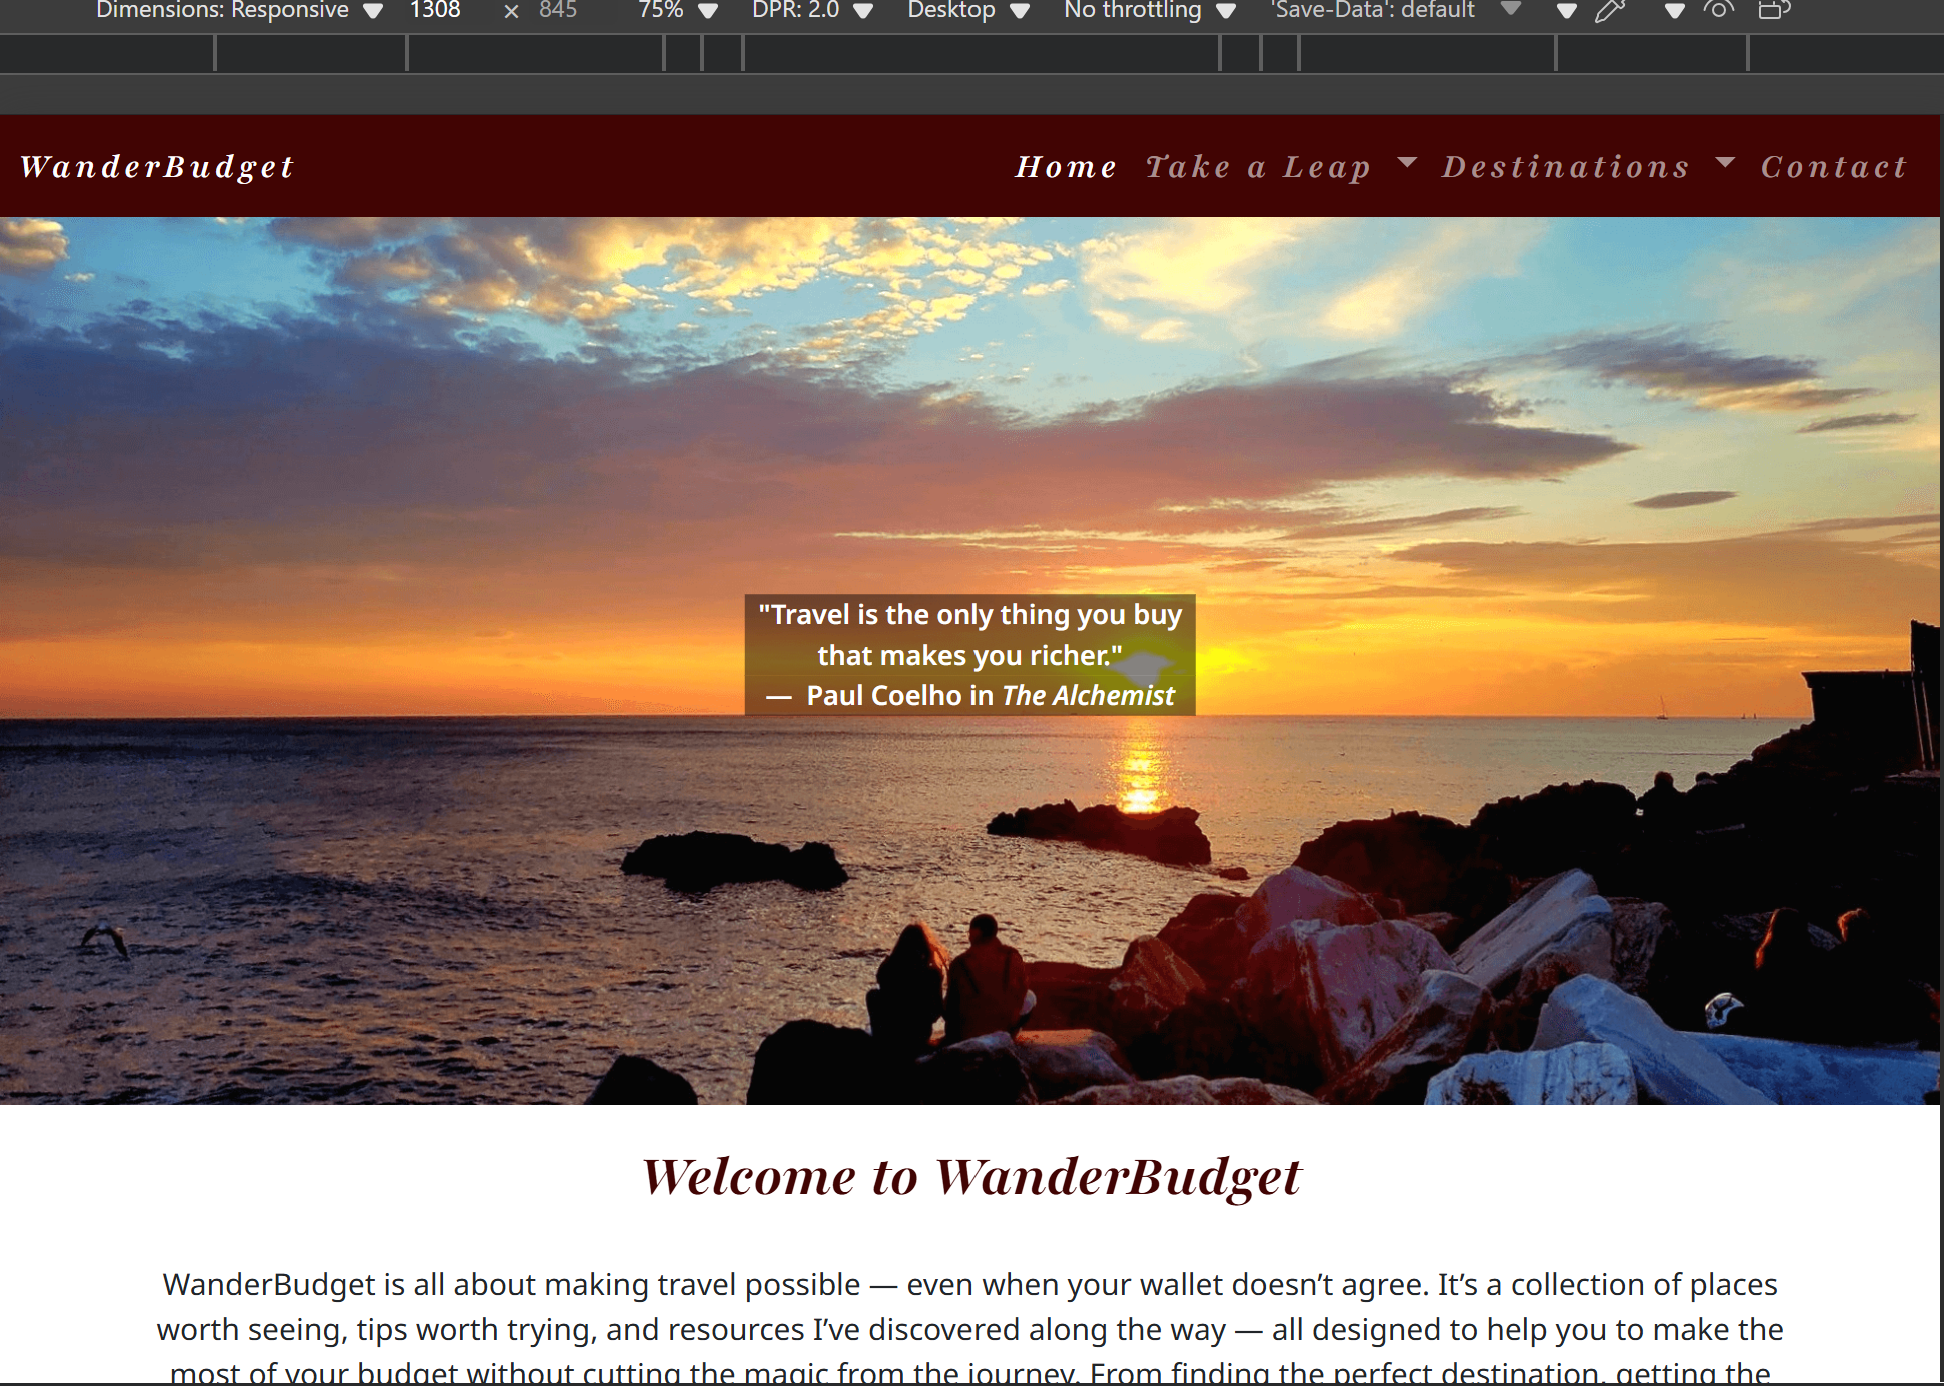 Dimensions: Responsive 1308 × 845 75% DPR: 2.0 Desktop No throttling 'Save-Data': default
WanderBudget Home Take a Leap Destinations Contact
"Travel is the only thing you buy
that makes you richer."
— Paul Coelho in The Alchemist
Welcome to WanderBudget
WanderBudget is all about making travel possible — even when your wallet doesn’t agree. It’s a collection of places
worth seeing, tips worth trying, and resources I’ve discovered along the way — all designed to help you to make the
most of your budget without cutting the magic from the journey. From finding the perfect destination, getting the